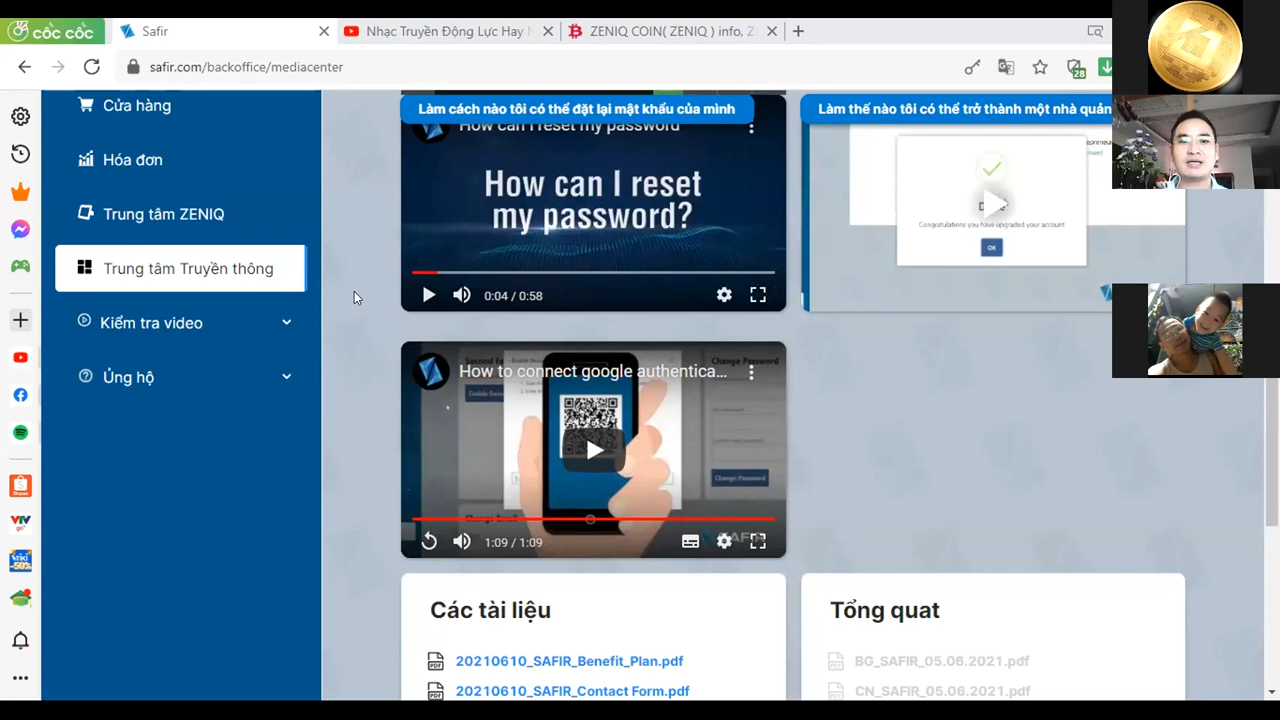 cốc cốc
Safir
Nhạc Truyền Động Lực Hay
ZENIQ COIN( ZENIQ ) info,
safir.com/backoffice/mediacenter
28
Cửa hàng
Hóa đơn
Trung tâm ZENIQ
Trung tâm Truyền thông
Kiểm tra video
Ủng hộ
Làm cách nào tôi có thể đặt lại mật khẩu của mình
How can I reset my password
How can I reset
my password?
0:04 / 0:58
Làm thế nào tôi có thể trở thành một nhà quản
Congratulations you have upgraded your account
OK
How to connect google authentica...
Change Password
Change Password
1:09 / 1:09
Các tài liệu
20210610_SAFIR_Benefit_Plan.pdf
20210610_SAFIR_Contact Form.pdf
Tổng quat
BG_SAFIR_05.06.2021.pdf
CN_SAFIR_05.06.2021.pdf
VTV
go